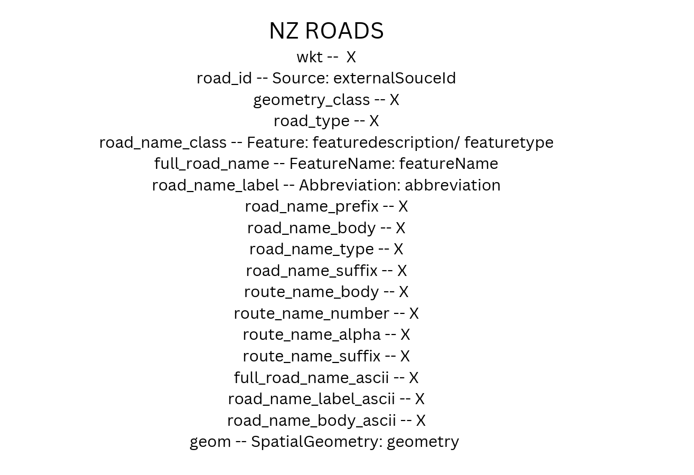 NZ ROADS
wkt -- X
road_id -- Source: externalSouceId
geometry_class -- X
road_type -- X
road_name_class -- Feature: featuredescription/ featuretype
full_road_name -- FeatureName: featureName
road_name_label -- Abbreviation: abbreviation
road_name_prefix -- X
road_name_body -- X
road_name_type -- X
road_name_suffix -- X
route_name_body -- X
route_name_number -- X
route_name_alpha -- X
route_name_suffix -- X
full_road_name_ascii -- X
road_name_label_ascii -- X
road_name_body_ascii -- X
geom -- SpatialGeometry: geometry